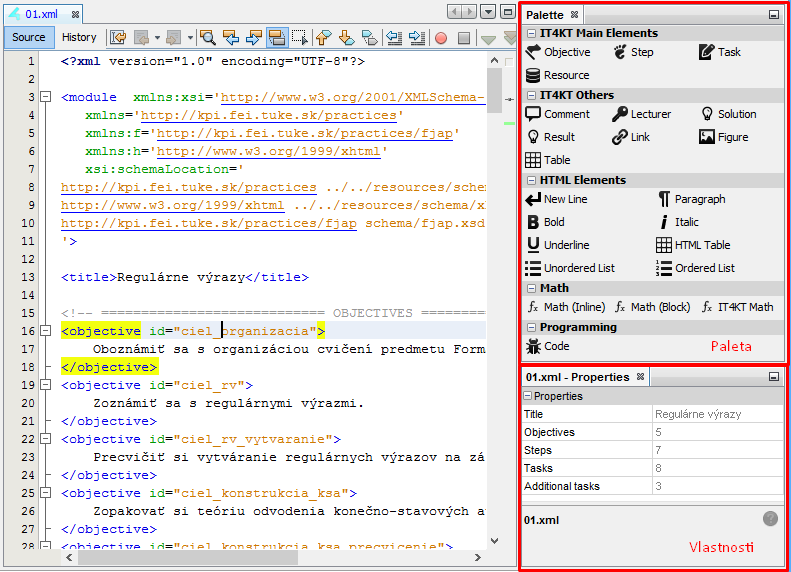 01.xml
Source History
1 <?xml version="1.0" encoding="UTF-8"?>
2
3 <module xmlns:xsi='http://www.w3.org/2001/XMLSchema-
4 xmlns='http://kpi.fei.tuke.sk/practices'
5 xmlns:f='http://kpi.fei.tuke.sk/practices/fjap'
6 xmlns:h='http://www.w3.org/1999/xhtml'
7 xsi:schemaLocation='
8 http://kpi.fei.tuke.sk/practices ../../resources/schem
9 http://www.w3.org/1999/xhtml ../../resources/schema/xh
10 http://kpi.fei.tuke.sk/practices/fjap schema/fjap.xsd
11 '>
12
13 <title>Regulárne výrazy</title>
14
15 <!-- ============================ OBJECTIVES =========
16 <objective id="ciel_organizacia">
17 Oboznámiť sa s organizáciou cvičení predmetu Form
18 </objective>
19 <objective id="ciel_rv">
20 Zoznámiť sa s regulárnymi výrazmi.
21 </objective>
22 <objective id="ciel_rv_vytvaranie">
23 Precvičiť si vytváranie regulárnych výrazov na zá
24 </objective>
25 <objective id="ciel_konstrukcia_ksa">
26 Zopakovať si teóriu odvodenia konečno-stavových a
27 </objective>
28 <objective id="ciel_konstrukcia_ksa_precvicenie">
Palette
IT4KT Main Elements
Objective Step Task
Resource
IT4KT Others
Comment Lecturer Solution
Result Link Figure
Table
HTML Elements
New Line Paragraph
Bold Italic
Underline HTML Table
Unordered List Ordered List
Math
Math (Inline) Math (Block) IT4KT Math
Programming
Code Paleta
01.xml - Properties
Properties
Title Regulárne výrazy
Objectives 5
Steps 7
Tasks 8
Additional tasks 3
01.xml
Vlastnosti